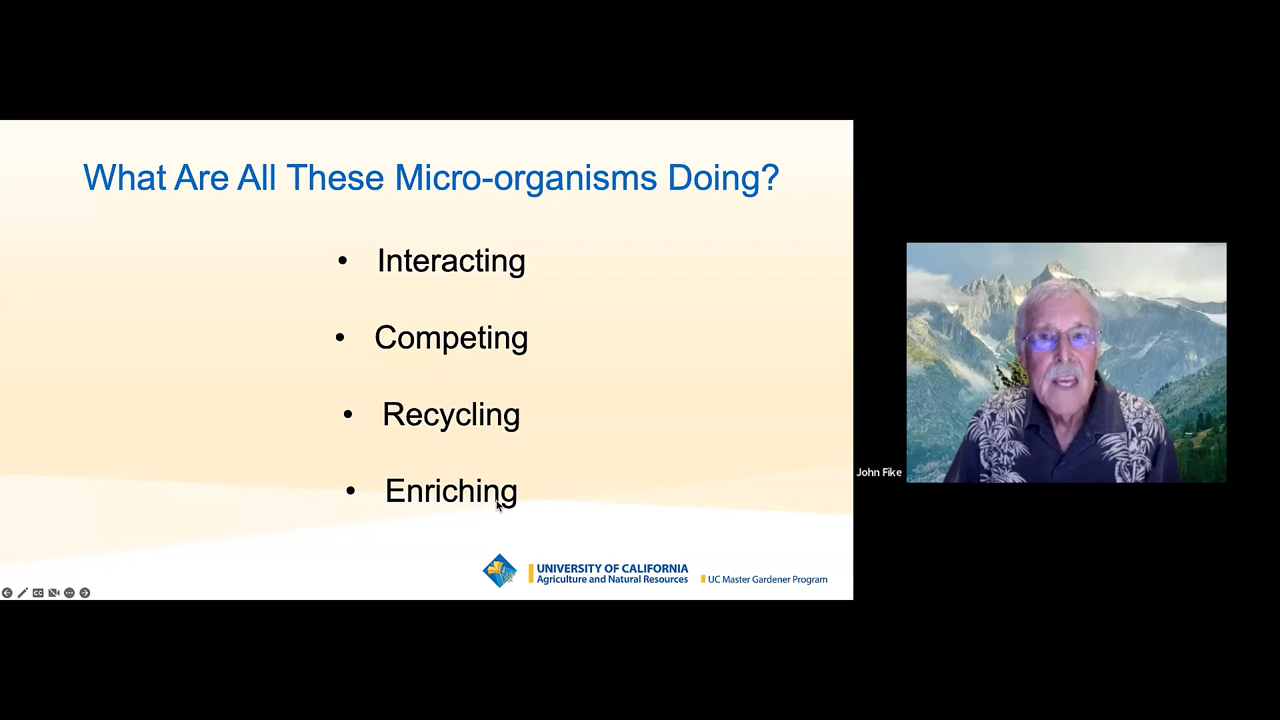 What Are All These Micro-organisms Doing?
• Interacting
• Competing
• Recycling
• Enriching
UNIVERSITY OF CALIFORNIA
Agriculture and Natural Resources
UC Master Gardener Program
John Fike
CC